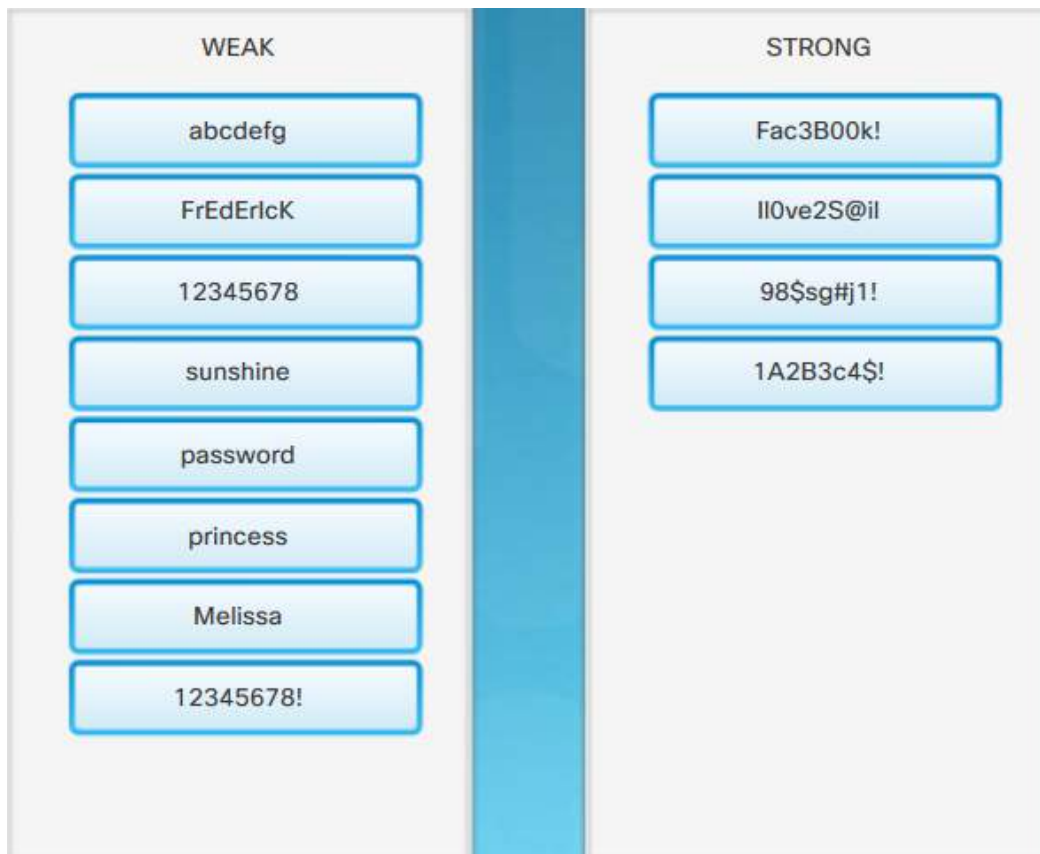 WEAK
abcdefg
FrEdErIcK
12345678
sunshine
password
princess
Melissa
12345678!
STRONG
Fac3B00k!
Il0ve2S@il
98$sg#j1!
1A2B3c4$!